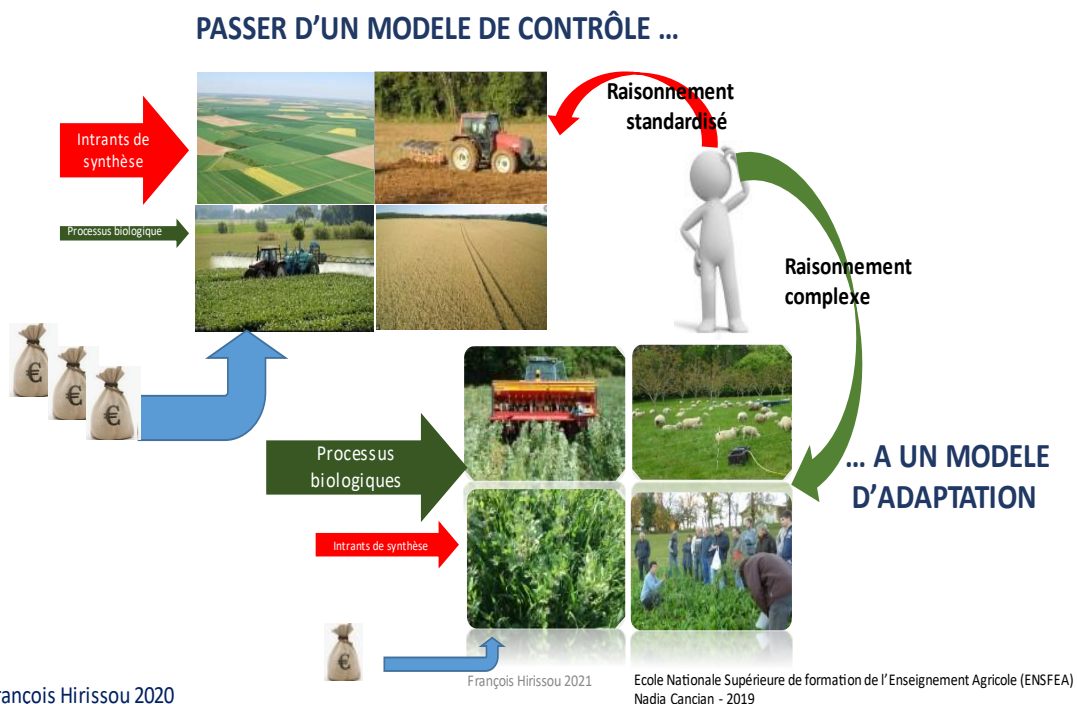 PASSER D'UN MODELE DE CONTRÔLE ...
Raisonnement
standardisé
Intrants de
synthèse
Processus biologique
Raisonnement
complexe
€
€
€
Processus
biologiques
... A UN MODELE
D'ADAPTATION
Intrants de synthèse
€
François Hirissou 2021
Ecole Nationale Supérieure de formation de l'Enseignement Agricole (ENSFEA)
Nadia Cancian - 2019
rançois Hirissou 2020